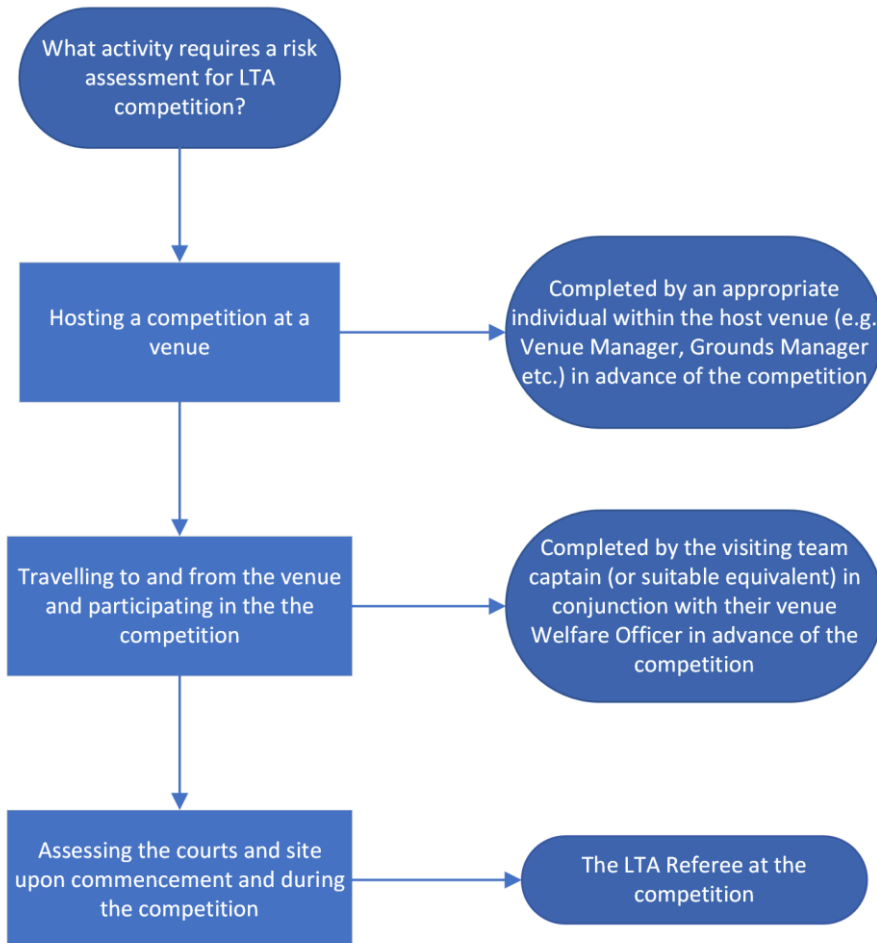 What activity requires a risk
assessment for LTA
competition?
Hosting a competition at a
venue
Completed by an appropriate
individual within the host venue (e.g.
Venue Manager, Grounds Manager
etc.) in advance of the competition
Travelling to and from the venue
and participating in the the
competition
Completed by the visiting team
captain (or suitable equivalent) in
conjunction with their venue
Welfare Officer in advance of the
competition
Assessing the courts and site
upon commencement and during
the competition
The LTA Referee at the
competition